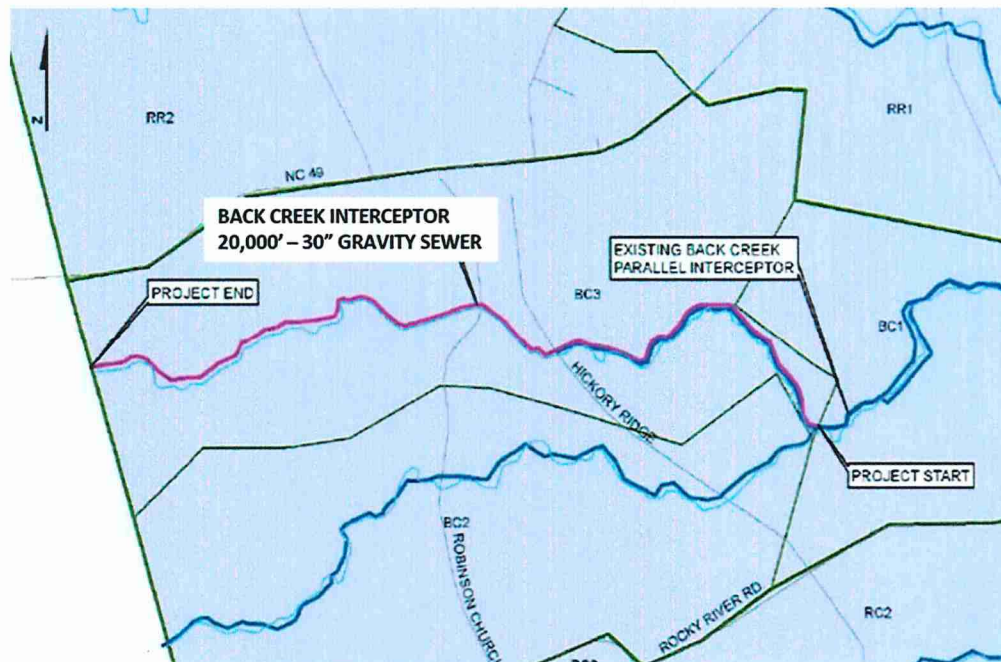 RR2
RR1
Z
NC 49
BACK CREEK INTERCEPTOR
20,000' – 30" GRAVITY SEWER
EXISTING BACK CREEK
PARALLEL INTERCEPTOR
PROJECT END
BC3
BC1
HICKORY RIDGE
PROJECT START
BC2
ROBINSON CHURCH
ROCKY RIVER RD
RC2